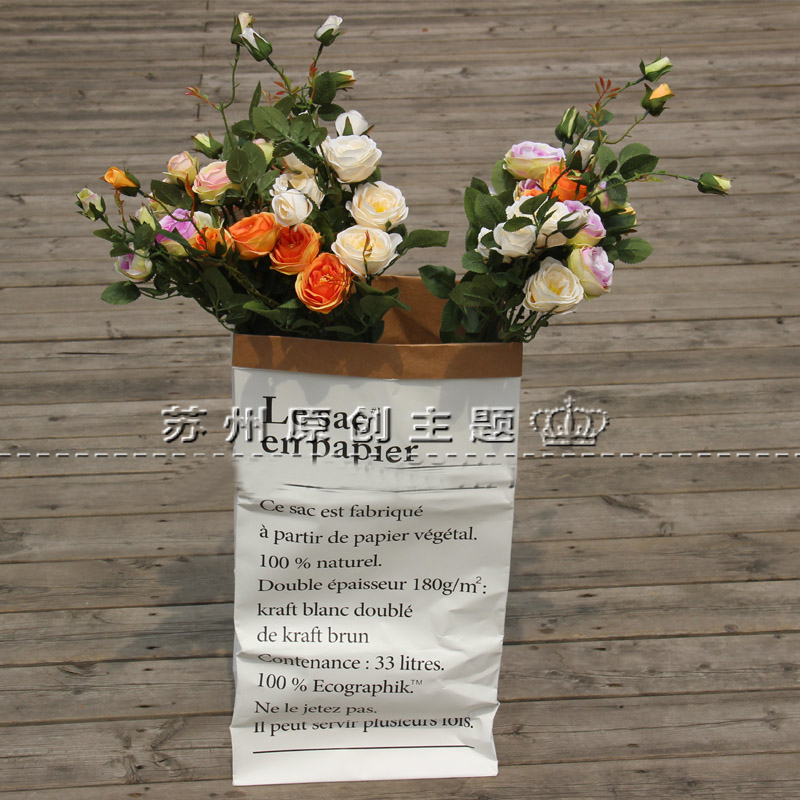 Le sac
苏州原创主题
en papier
Ce sac est fabriqué
à partir de papier végétal.
100 % naturel.
Double épaisseur 180g/m²:
kraft blanc doublé
de kraft brun
Contenance : 33 litres.
100 % Ecographik.™
Ne le jetez pas.
Il peut servir plusieurs fois.